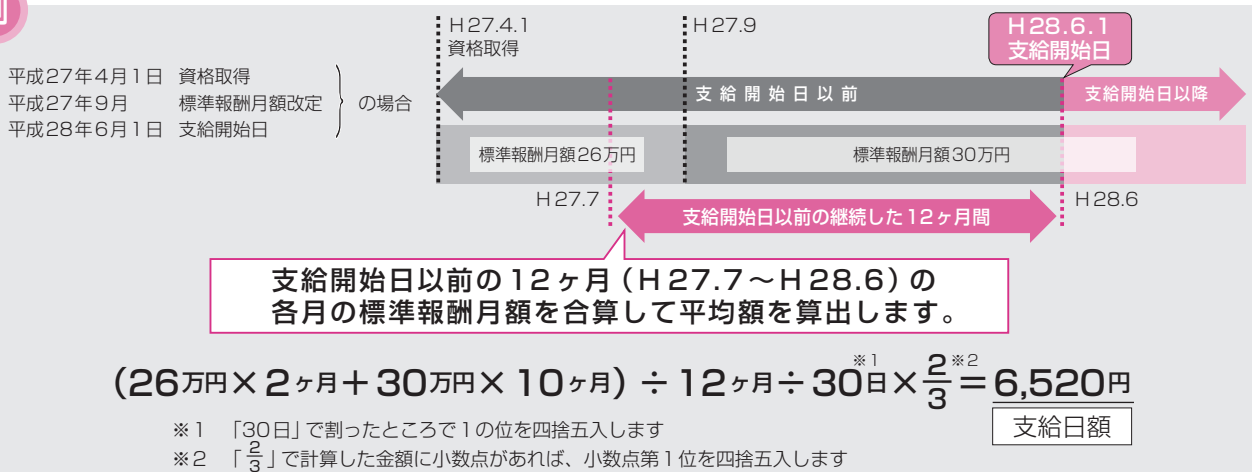 例
H27.4.1
資格取得
H27.9
H28.6.1
支給開始日
平成27年4月1日 資格取得
平成27年9月 標準報酬月額改定
平成28年6月1日 支給開始日
の場合
支給開始日以前
支給開始日以降
標準報酬月額26万円
標準報酬月額30万円
H27.7
H28.6
支給開始日以前の継続した12ヶ月間
支給開始日以前の12ヶ月(H27.7～H28.6)の
各月の標準報酬月額を合算して平均額を算出します。
(26万円×2ヶ月+30万円×10ヶ月)÷12ヶ月÷30日※1×2/3※2=6,520円
支給日額
※1 「30日」で割ったところで1の位を四捨五入します
※2 「2/3」で計算した金額に小数点があれば、小数点第1位を四捨五入します